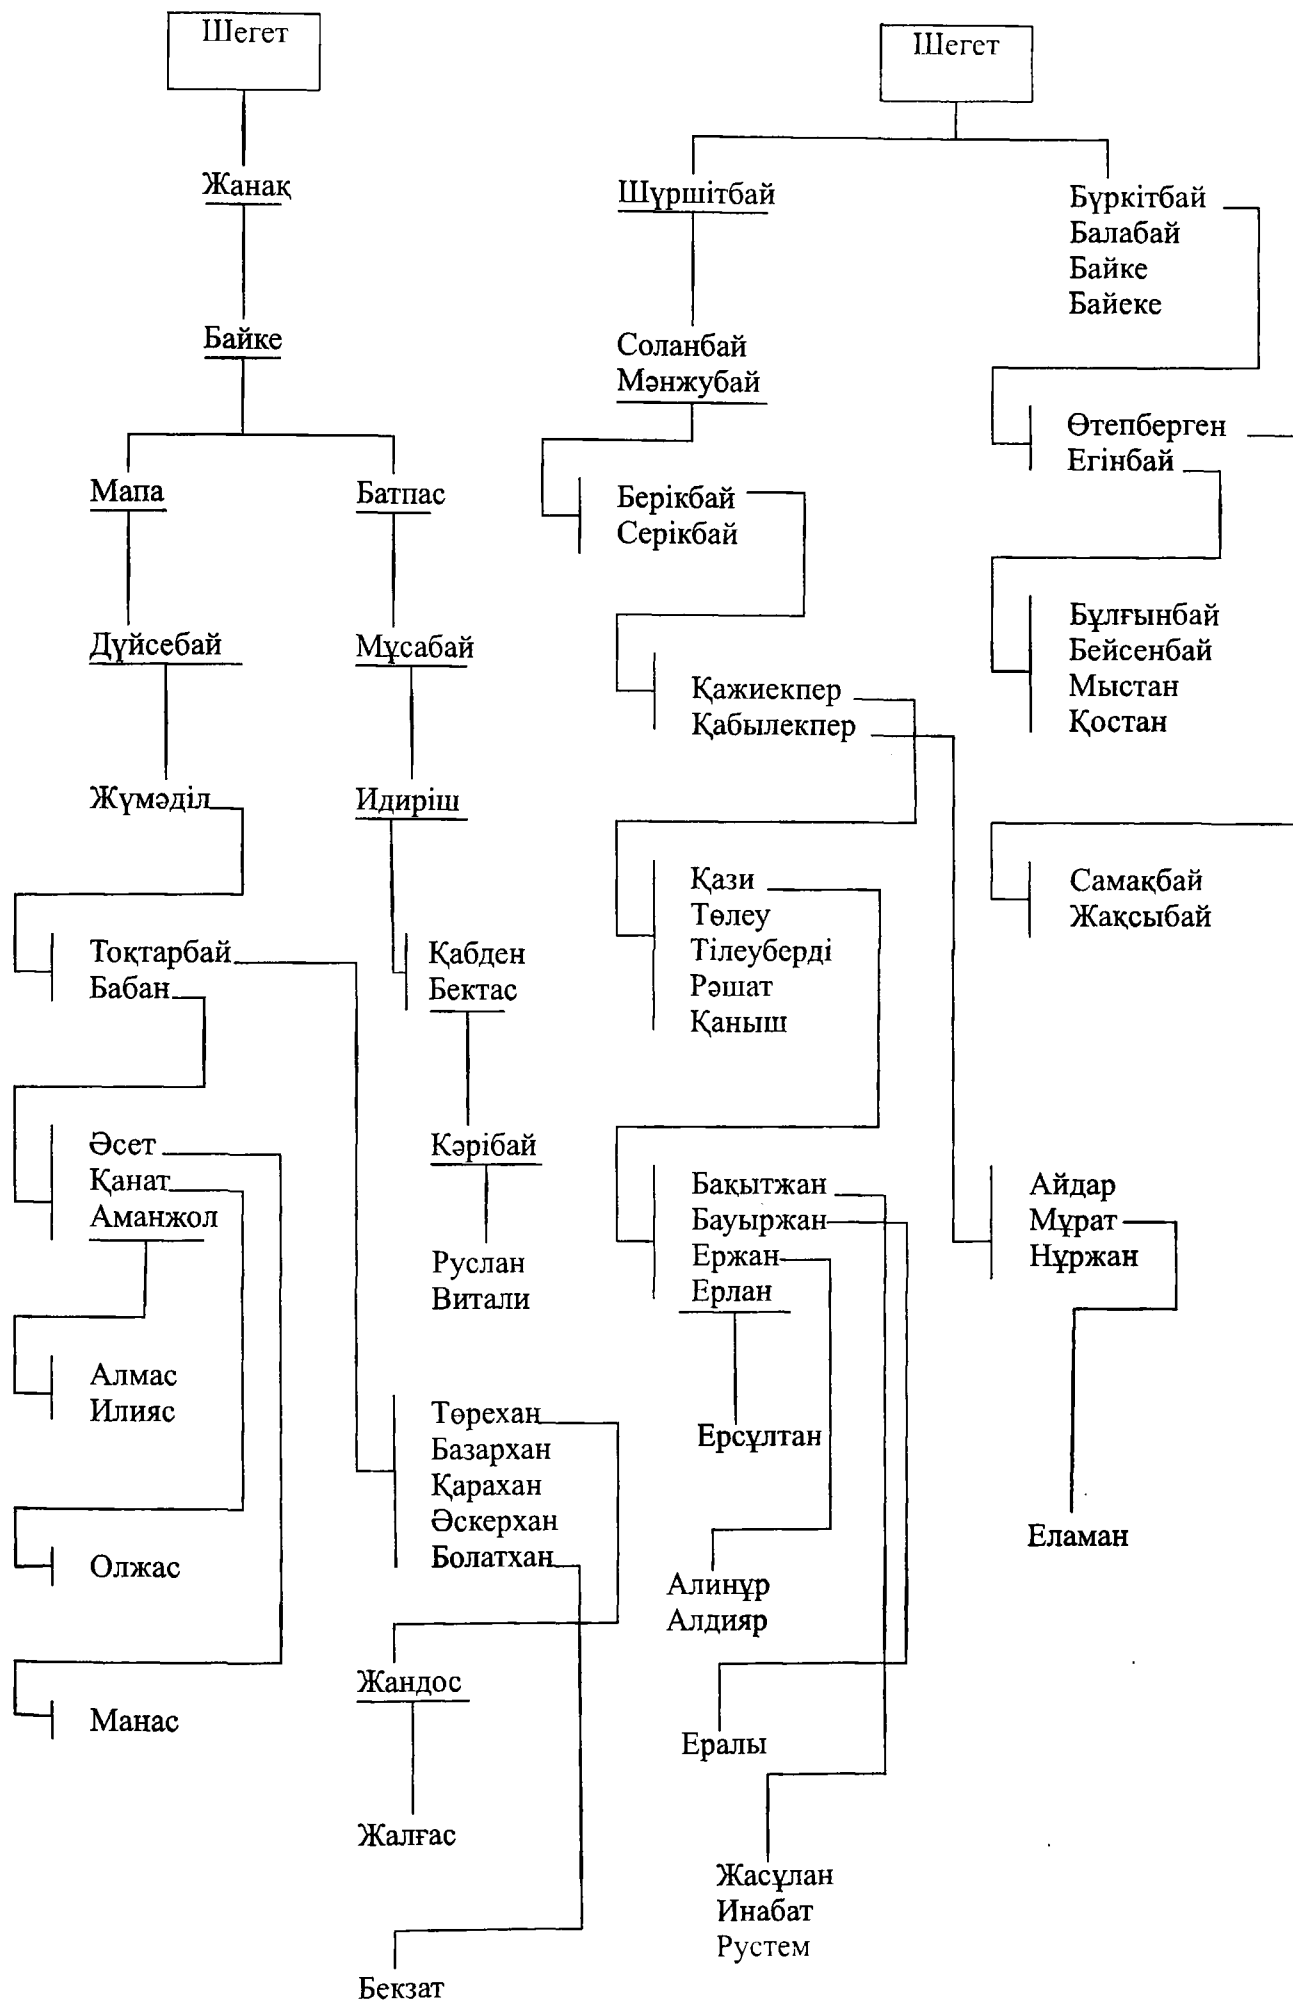 Шегет
Жанақ
Байке
Мапа
Батпас
Дүйсебай
Мұсабай
Жүмәділ
Идиріш
Тоқтарбай
Бабан
Қабден
Бектас
Әсет
Қанат
Аманжол
Кәрібай
Руслан
Витали
Алмас
Илияс
Төрехан
Базархан
Қарахан
Әскерхан
Болатхан
Олжас
Манас
Жандос
Жалғас
Бекзат
Шегет
Шүршітбай
Бүркітбай
Балабай
Байке
Байеке
Соланбай
Мәнжубай
Өтепберген
Егінбай
Берікбай
Серікбай
Бұлғынбай
Бейсенбай
Мыстан
Қостан
Қажиекпер
Қабылекпер
Қази
Төлеу
Тілеуберді
Рәшат
Қаныш
Самақбай
Жақсыбай
Бақытжан
Бауыржан
Ержан
Ерлан
Айдар
Мұрат
Нұржан
Ерсұлтан
Еламан
Алинұр
Алдияр
Ералы
Жасұлан
Инабат
Рустем